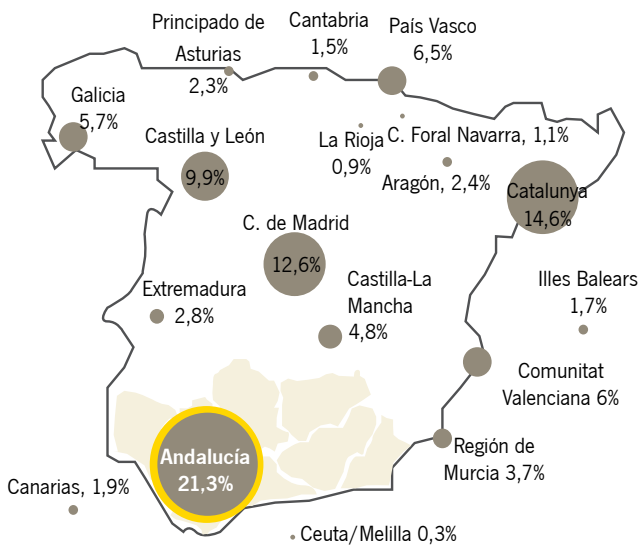 Principado de
Asturias
2,3%
Cantabria
1,5%
País Vasco
6,5%
Galicia
5,7%
Castilla y León
9,9%
La Rioja
0,9%
C. Foral Navarra, 1,1%
Aragón, 2,4%
Catalunya
14,6%
C. de Madrid
12,6%
Extremadura
2,8%
Castilla-La
Mancha
4,8%
Illes Balears
1,7%
Comunitat
Valenciana 6%
Andalucía
21,3%
Región de
Murcia 3,7%
Canarias, 1,9%
Ceuta/Melilla 0,3%